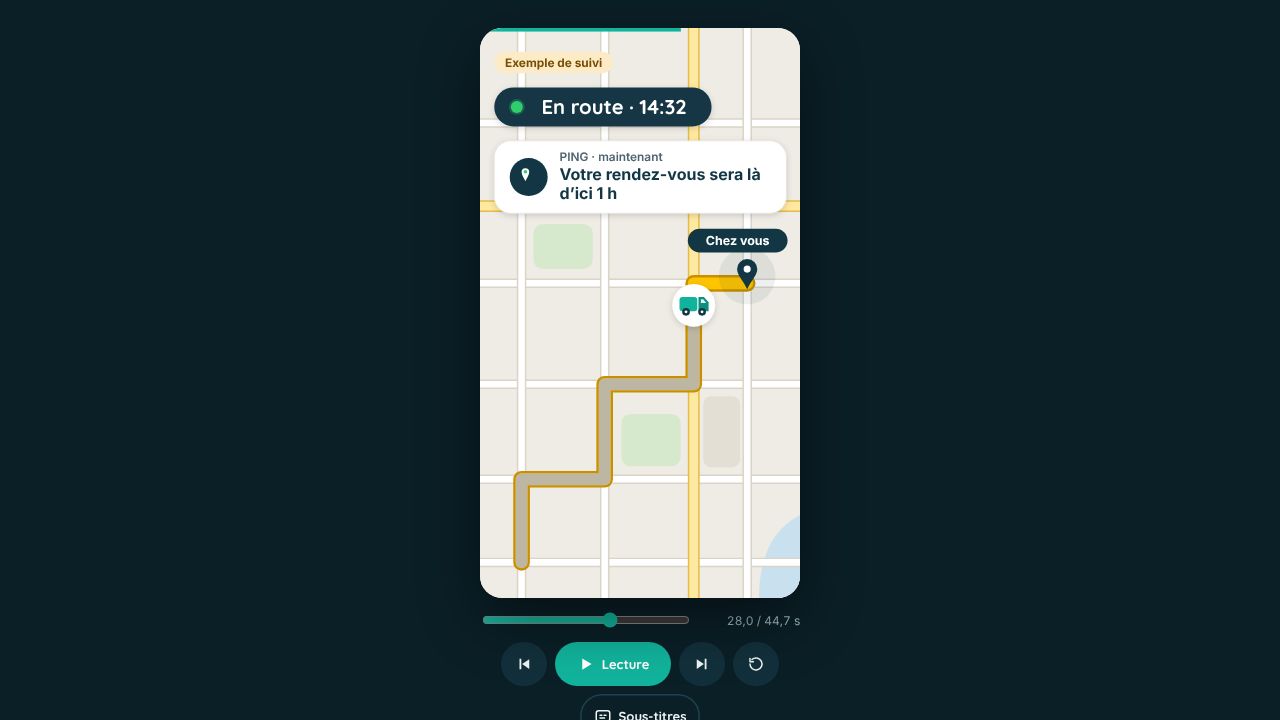 Exemple de suivi
En route · 14:32
PING · maintenant
Votre rendez-vous sera là
d’ici 1 h
Chez vous
28,0 / 44,7 s
Lecture
Sous-titres